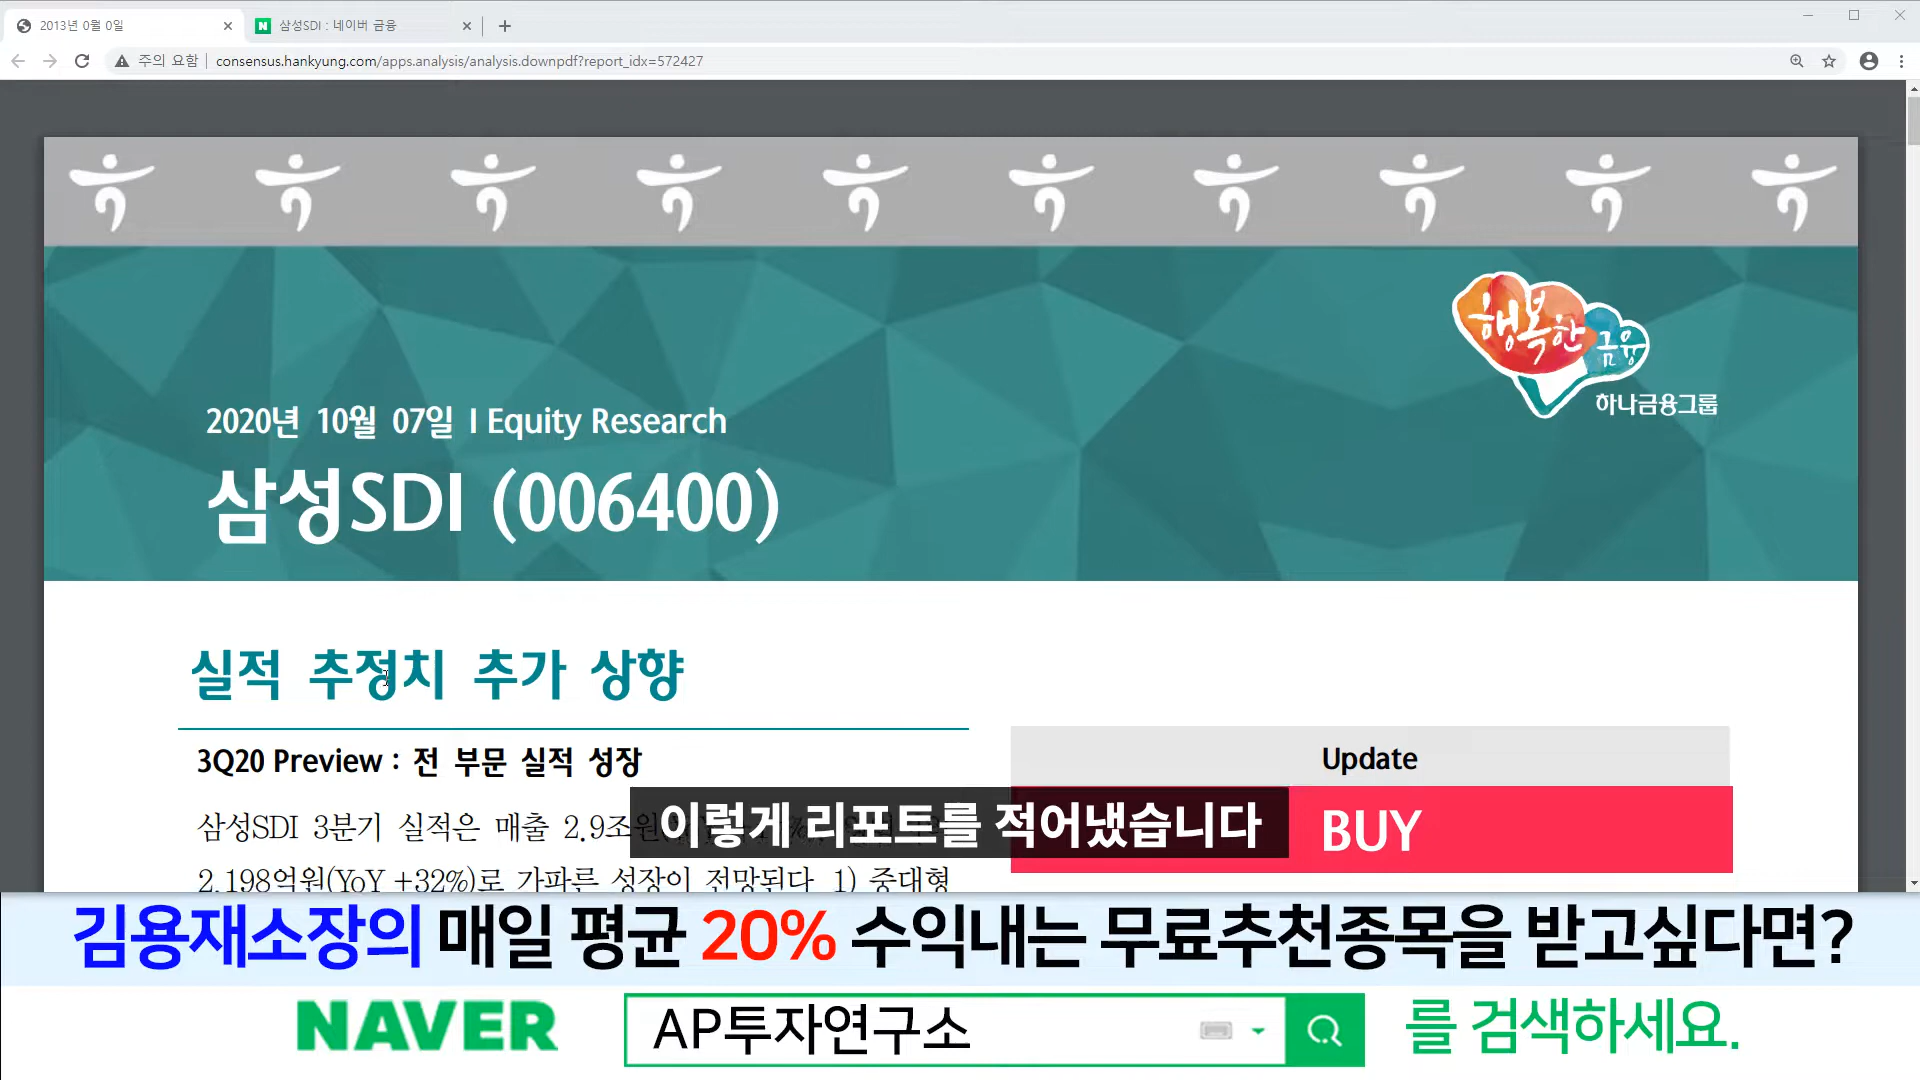 2013년 0월 0일
삼성SDI : 네이버 금융
주의 요함
consensus.hankyung.com/apps.analysis/analysis.downpdf?report_idx=572427
행복한 금융
하나금융그룹
2020년 10월 07일 I Equity Research
삼성SDI (006400)
실적 추정치 추가 상향
3Q20 Preview : 전 부문 실적 성장
Update
삼성SDI 3분기 실적은 매출 2.9조원
이렇게 리포트를 적어냈습니다
BUY
2,198억원(YoY +32%)로 가파른 성장이 전망된다. 1) 중대형
김용재소장의 매일 평균 20% 수익내는 무료추천종목을 받고싶다면?
NAVER AP투자연구소 를 검색하세요.